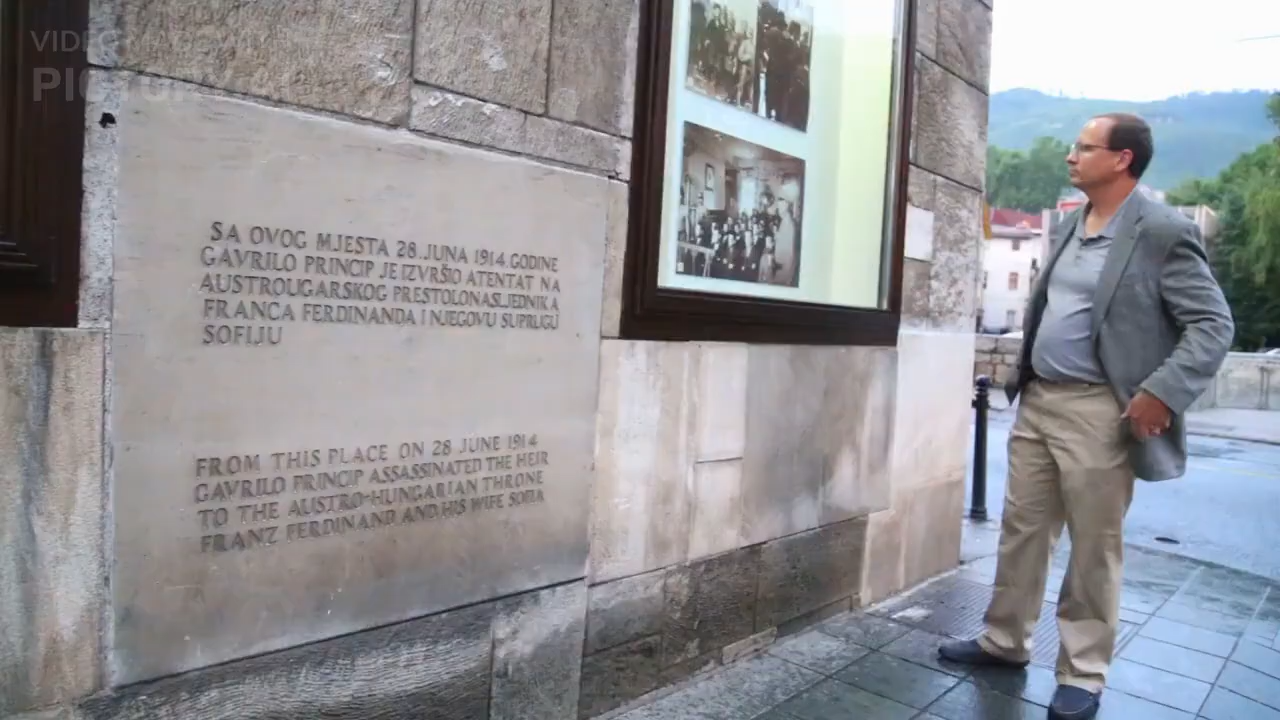 SA OVOG MJESTA 28. JUNA 1914. GODINE
GAVRILO PRINCIP JE IZVRŠIO ATENTAT NA
AUSTROUGARSKOG PRESTOLONASLJEDNIKA
FRANCA FERDINANDA I NJEGOVU SUPRUGU
SOFIJU
FROM THIS PLACE ON 28 JUNE 1914
GAVRILO PRINCIP ASSASSINATED THE HEIR
TO THE AUSTRO-HUNGARIAN THRONE
FRANZ FERDINAND AND HIS WIFE SOFIA